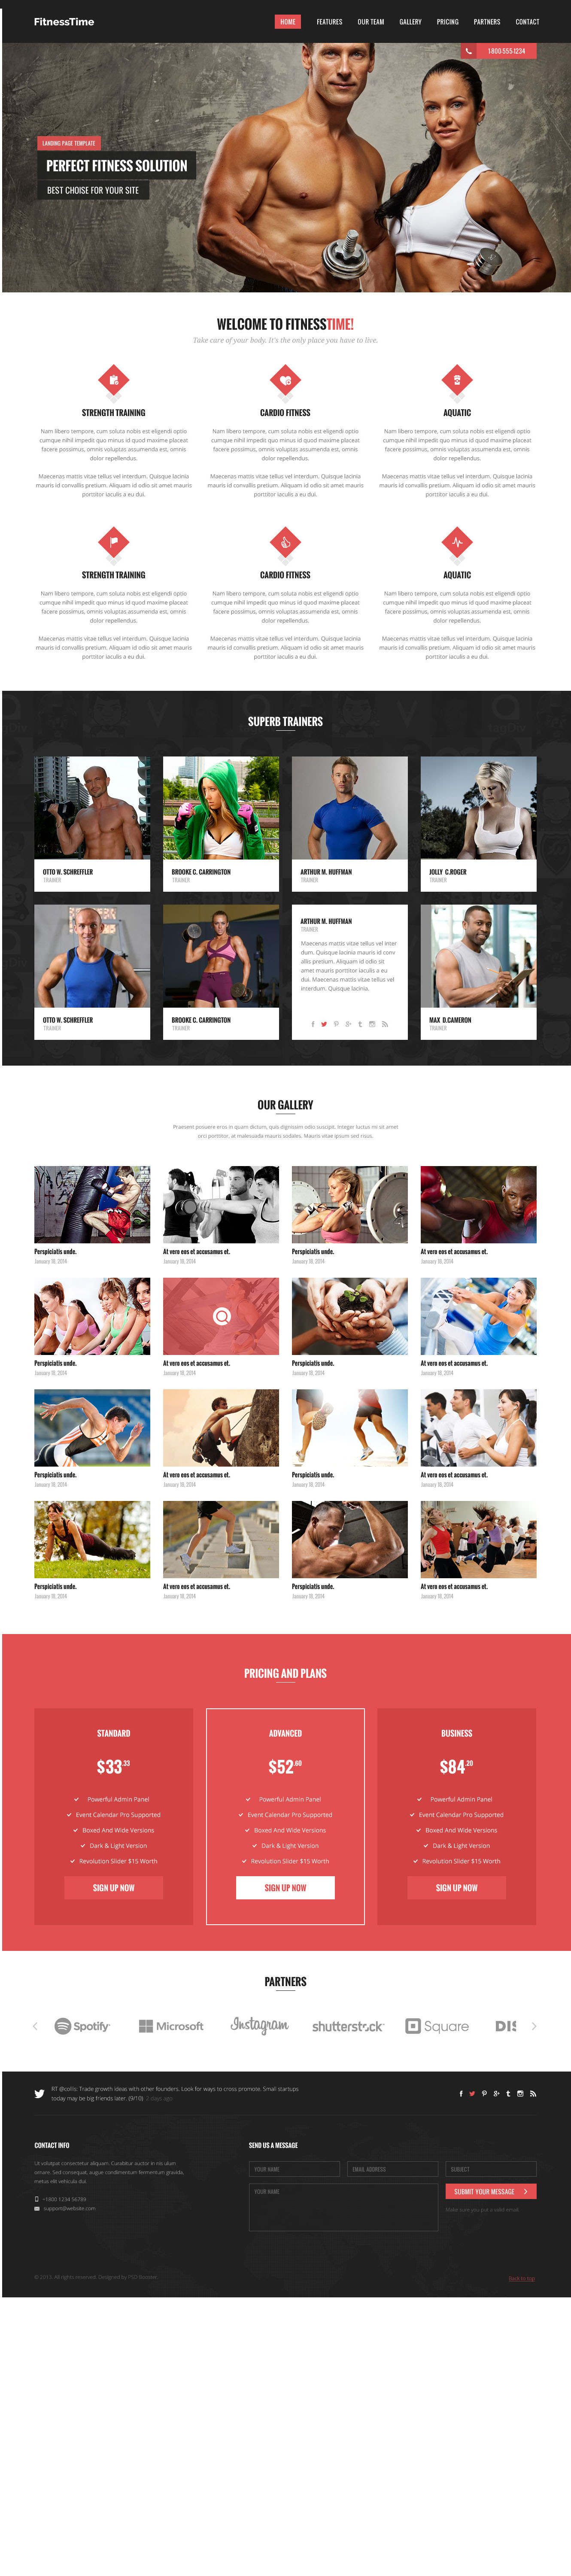 FitnessTime
HOME FEATURES OUR TEAM GALLERY PRICING PARTNERS CONTACT
1-800-555-1234
LANDING PAGE TEMPLATE
PERFECT FITNESS SOLUTION
BEST CHOISE FOR YOUR SITE
WELCOME TO FITNESSTIME!
Take care of your body. It's the only place you have to live.
STRENGTH TRAINING
Nam libero tempore, cum soluta nobis est eligendi optio
cumque nihil impedit quo minus id quod maxime placeat
facere possimus, omnis voluptas assumenda est, omnis
dolor repellendus.
Maecenas mattis vitae tellus vel interdum. Quisque lacinia
mauris id convallis pretium. Aliquam id odio sit amet mauris
porttitor iaculis a eu dui.
CARDIO FITNESS
Nam libero tempore, cum soluta nobis est eligendi optio
cumque nihil impedit quo minus id quod maxime placeat
facere possimus, omnis voluptas assumenda est, omnis
dolor repellendus.
Maecenas mattis vitae tellus vel interdum. Quisque lacinia
mauris id convallis pretium. Aliquam id odio sit amet mauris
porttitor iaculis a eu dui.
AQUATIC
Nam libero tempore, cum soluta nobis est eligendi optio
cumque nihil impedit quo minus id quod maxime placeat
facere possimus, omnis voluptas assumenda est, omnis
dolor repellendus.
Maecenas mattis vitae tellus vel interdum. Quisque lacinia
mauris id convallis pretium. Aliquam id odio sit amet mauris
porttitor iaculis a eu dui.
STRENGTH TRAINING
Nam libero tempore, cum soluta nobis est eligendi optio
cumque nihil impedit quo minus id quod maxime placeat
facere possimus, omnis voluptas assumenda est, omnis
dolor repellendus.
Maecenas mattis vitae tellus vel interdum. Quisque lacinia
mauris id convallis pretium. Aliquam id odio sit amet mauris
porttitor iaculis a eu dui.
CARDIO FITNESS
Nam libero tempore, cum soluta nobis est eligendi optio
cumque nihil impedit quo minus id quod maxime placeat
facere possimus, omnis voluptas assumenda est, omnis
dolor repellendus.
Maecenas mattis vitae tellus vel interdum. Quisque lacinia
mauris id convallis pretium. Aliquam id odio sit amet mauris
porttitor iaculis a eu dui.
AQUATIC
Nam libero tempore, cum soluta nobis est eligendi optio
cumque nihil impedit quo minus id quod maxime placeat
facere possimus, omnis voluptas assumenda est, omnis
dolor repellendus.
Maecenas mattis vitae tellus vel interdum. Quisque lacinia
mauris id convallis pretium. Aliquam id odio sit amet mauris
porttitor iaculis a eu dui.
SUPERB TRAINERS
OTTO W. SCHREFFLER
TRAINER
BROOKE C. CARRINGTON
TRAINER
ARTHUR M. HUFFMAN
TRAINER
JOLLY C.ROGER
TRAINER
OTTO W. SCHREFFLER
TRAINER
BROOKE C. CARRINGTON
TRAINER
ARTHUR M. HUFFMAN
TRAINER
Maecenas mattis vitae tellus vel inter
dum. Quisque lacinia mauris id conv
allis pretium. Aliquam id odio sit
amet mauris porttitor iaculis a eu
dui. Maecenas mattis vitae tellus vel
interdum. Quisque lacinia.
MAX D.CAMERON
TRAINER
OUR GALLERY
Praesent posuere eros in quam dictum, quis dignissim odio suscipit. Integer luctus mi sit amet
orci porttitor, at malesuada mauris sodales. Mauris vitae ipsum sed risus.
Perspiciatis unde.
January 18, 2014
At vero eos et accusamus et.
January 18, 2014
Perspiciatis unde.
January 18, 2014
At vero eos et accusamus et.
January 18, 2014
Perspiciatis unde.
January 18, 2014
At vero eos et accusamus et.
January 18, 2014
Perspiciatis unde.
January 18, 2014
At vero eos et accusamus et.
January 18, 2014
Perspiciatis unde.
January 18, 2014
At vero eos et accusamus et.
January 18, 2014
Perspiciatis unde.
January 18, 2014
At vero eos et accusamus et.
January 18, 2014
Perspiciatis unde.
January 18, 2014
At vero eos et accusamus et.
January 18, 2014
Perspiciatis unde.
January 18, 2014
At vero eos et accusamus et.
January 18, 2014
PRICING AND PLANS
STANDARD
$33.33
Powerful Admin Panel
Event Calendar Pro Supported
Boxed And Wide Versions
Dark & Light Version
Revolution Slider $15 Worth
SIGN UP NOW
ADVANCED
$52.60
Powerful Admin Panel
Event Calendar Pro Supported
Boxed And Wide Versions
Dark & Light Version
Revolution Slider $15 Worth
SIGN UP NOW
BUSINESS
$84.20
Powerful Admin Panel
Event Calendar Pro Supported
Boxed And Wide Versions
Dark & Light Version
Revolution Slider $15 Worth
SIGN UP NOW
PARTNERS
Spotify Microsoft Instagram shutterstock Square DIS
RT @collis: Trade growth ideas with other founders. Look for ways to cross promote. Small startups
today may be big friends later. (9/10) 2 days ago
CONTACT INFO
Ut volutpat consectetur aliquam. Curabitur auctor in nis ulum
ornare. Sed consequat, augue condimentum fermentum gravida,
metus elit vehicula dui.
+1800 1234 56789
support@website.com
SEND US A MESSAGE
YOUR NAME
EMAIL ADDRESS
SUBJECT
YOUR NAME
SUBMIT YOUR MESSAGE
Make sure you put a valid email.
© 2013. All rights reserved. Designed by PSD Booster.
Back to top